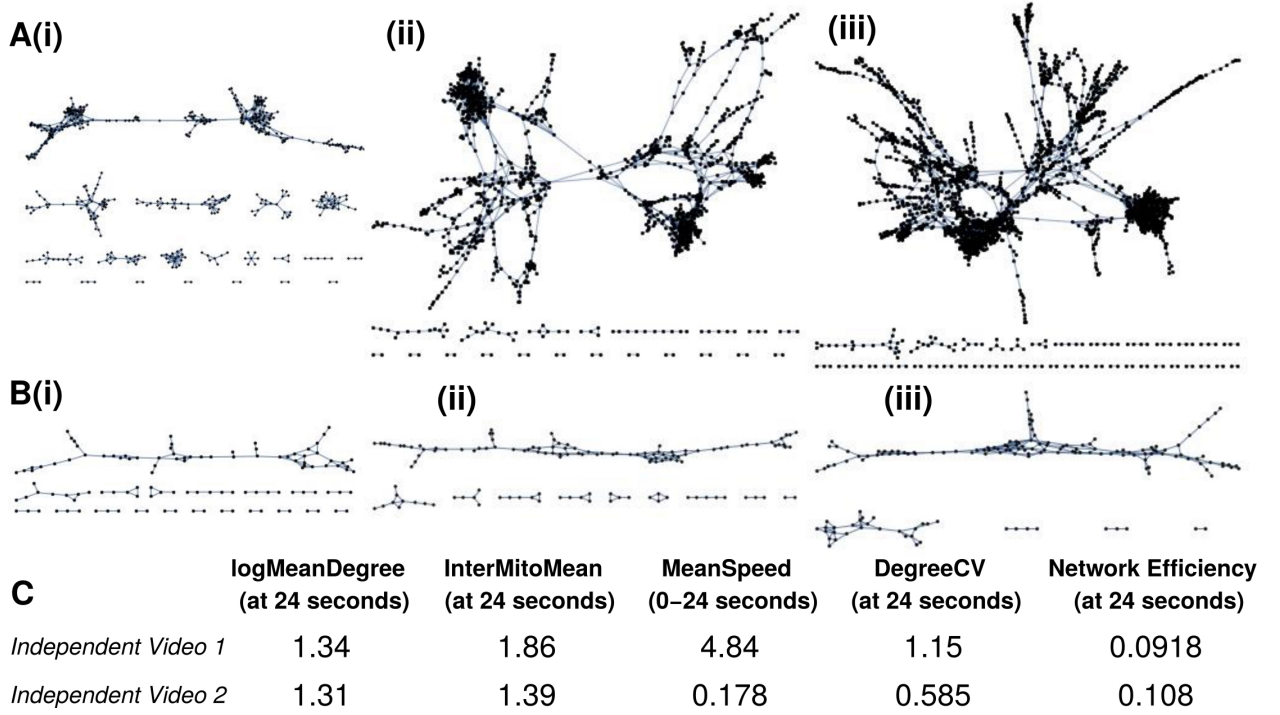 A(i)
(ii)
(iii)
B(i)
(ii)
(iii)
C
logMeanDegree InterMitoMean MeanSpeed DegreeCV Network Efficiency
(at 24 seconds) (at 24 seconds) (0−24 seconds) (at 24 seconds) (at 24 seconds)
Independent Video 1 1.34 1.86 4.84 1.15 0.0918
Independent Video 2 1.31 1.39 0.178 0.585 0.108